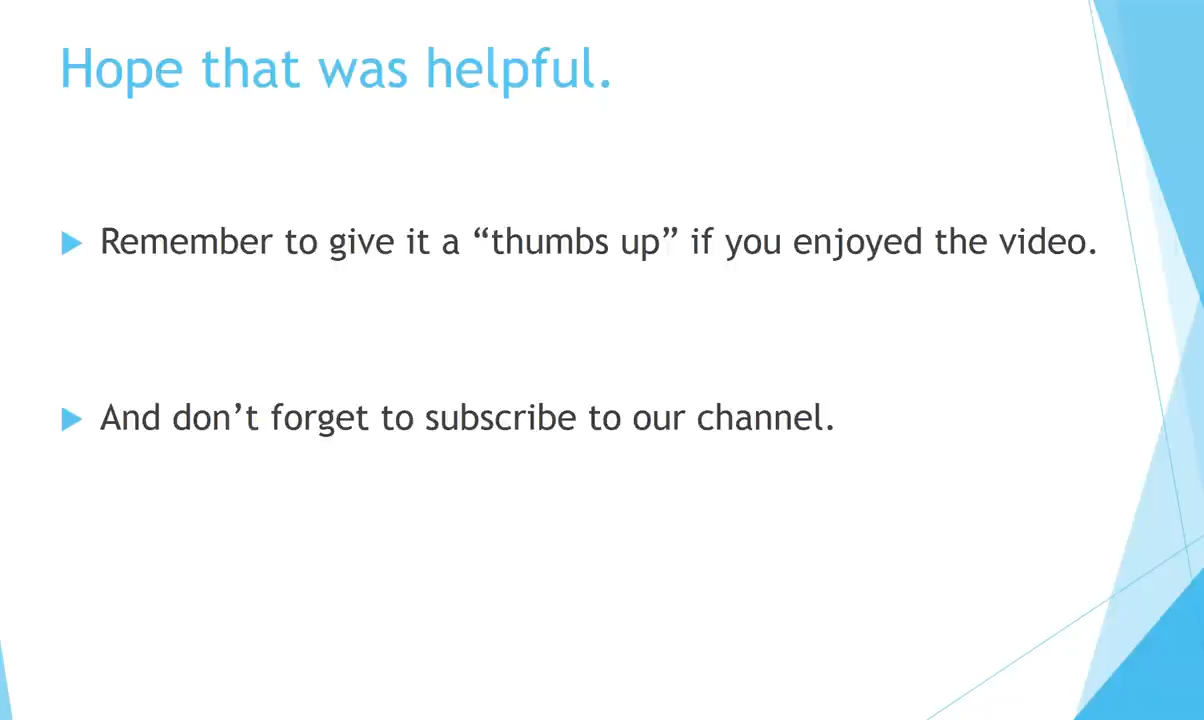 Hope that was helpful.
Remember to give it a “thumbs up” if you enjoyed the video.
And don’t forget to subscribe to our channel.